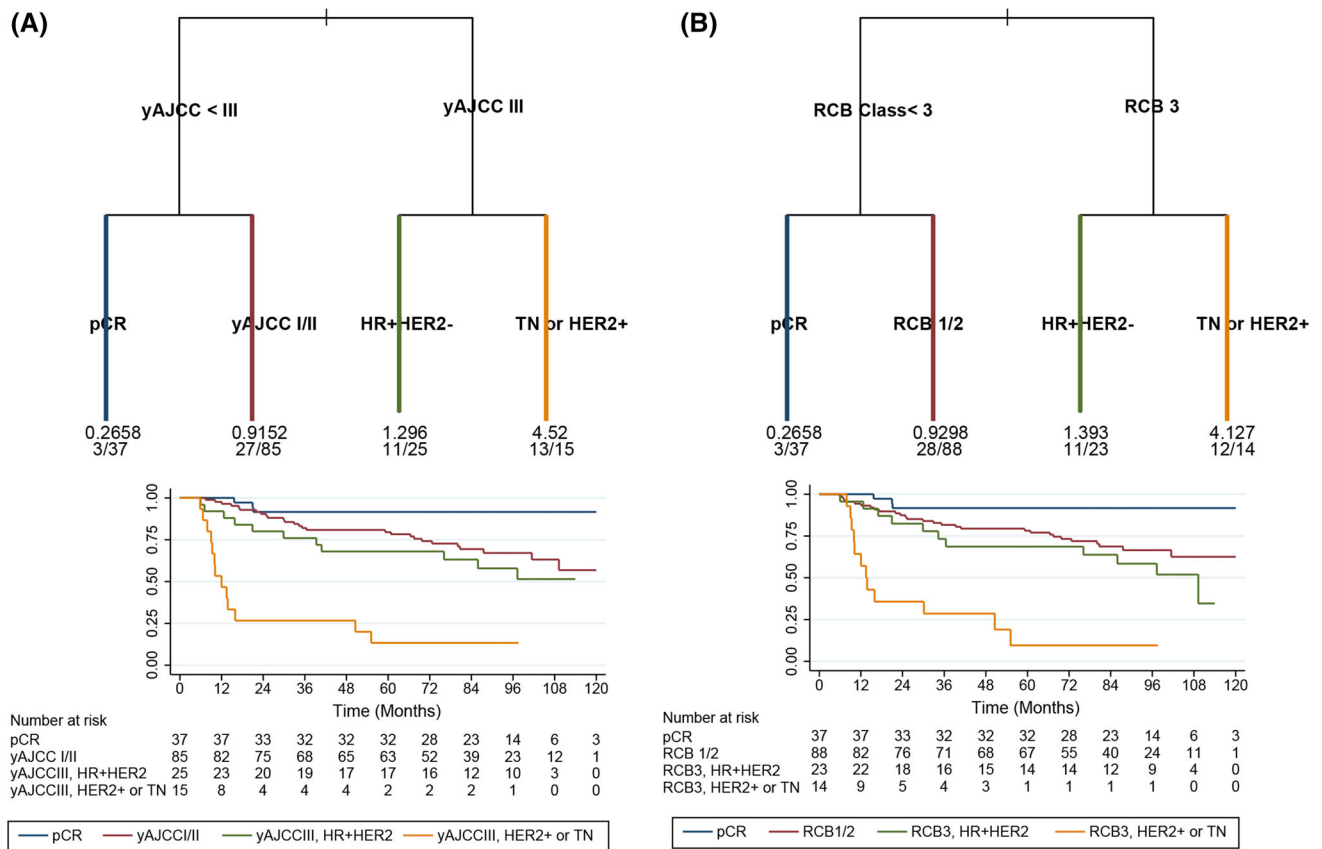 (A)
yAJCC < III
yAJCC III
pCR
yAJCC I/II
HR+HER2-
TN or HER2+
0.2658
3/37
0.9152
27/85
1.296
11/25
4.52
13/15
1.00
0.75
0.50
0.25
0.00
0 12 24 36 48 60 72 84 96 108 120
Time (Months)
Number at risk
pCR 37 37 33 32 32 32 28 23 14 6 3
yAJCC I/II 85 82 75 68 65 63 52 39 23 12 1
yAJCCIII, HR+HER2 25 23 20 19 17 17 16 12 10 3 0
yAJCCIII, HER2+ or TN 15 8 4 4 4 2 2 2 1 0 0
pCR yAJCCI/II yAJCCIII, HR+HER2 yAJCCIII, HER2+ or TN
(B)
RCB Class< 3
RCB 3
pCR
RCB 1/2
HR+HER2-
TN or HER2+
0.2658
3/37
0.9298
28/88
1.393
11/23
4.127
12/14
1.00
0.75
0.50
0.25
0.00
0 12 24 36 48 60 72 84 96 108 120
Time (Months)
Number at risk
pCR 37 37 33 32 32 32 28 23 14 6 3
RCB 1/2 88 82 76 71 68 67 55 40 24 11 1
RCB3, HR+HER2 23 22 18 16 15 14 14 12 9 4 0
RCB3, HER2+ or TN 14 9 5 4 3 1 1 1 1 0 0
pCR RCB1/2 RCB3, HR+HER2 RCB3, HER2+ or TN